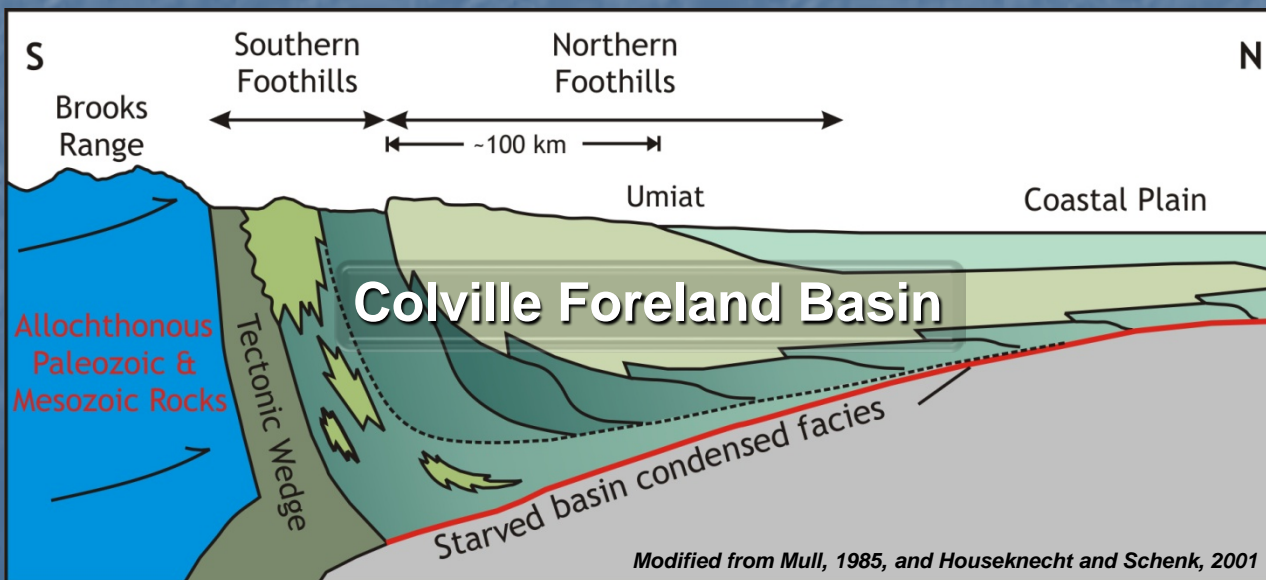 S
Southern
Foothills
Northern
Foothills
N
Brooks
Range
~100 km
Umiat
Coastal Plain
Colville Foreland Basin
Allochthonous
Paleozoic &
Mesozoic Rocks
Tectonic Wedge
Starved basin condensed facies
Modified from Mull, 1985, and Houseknecht and Schenk, 2001